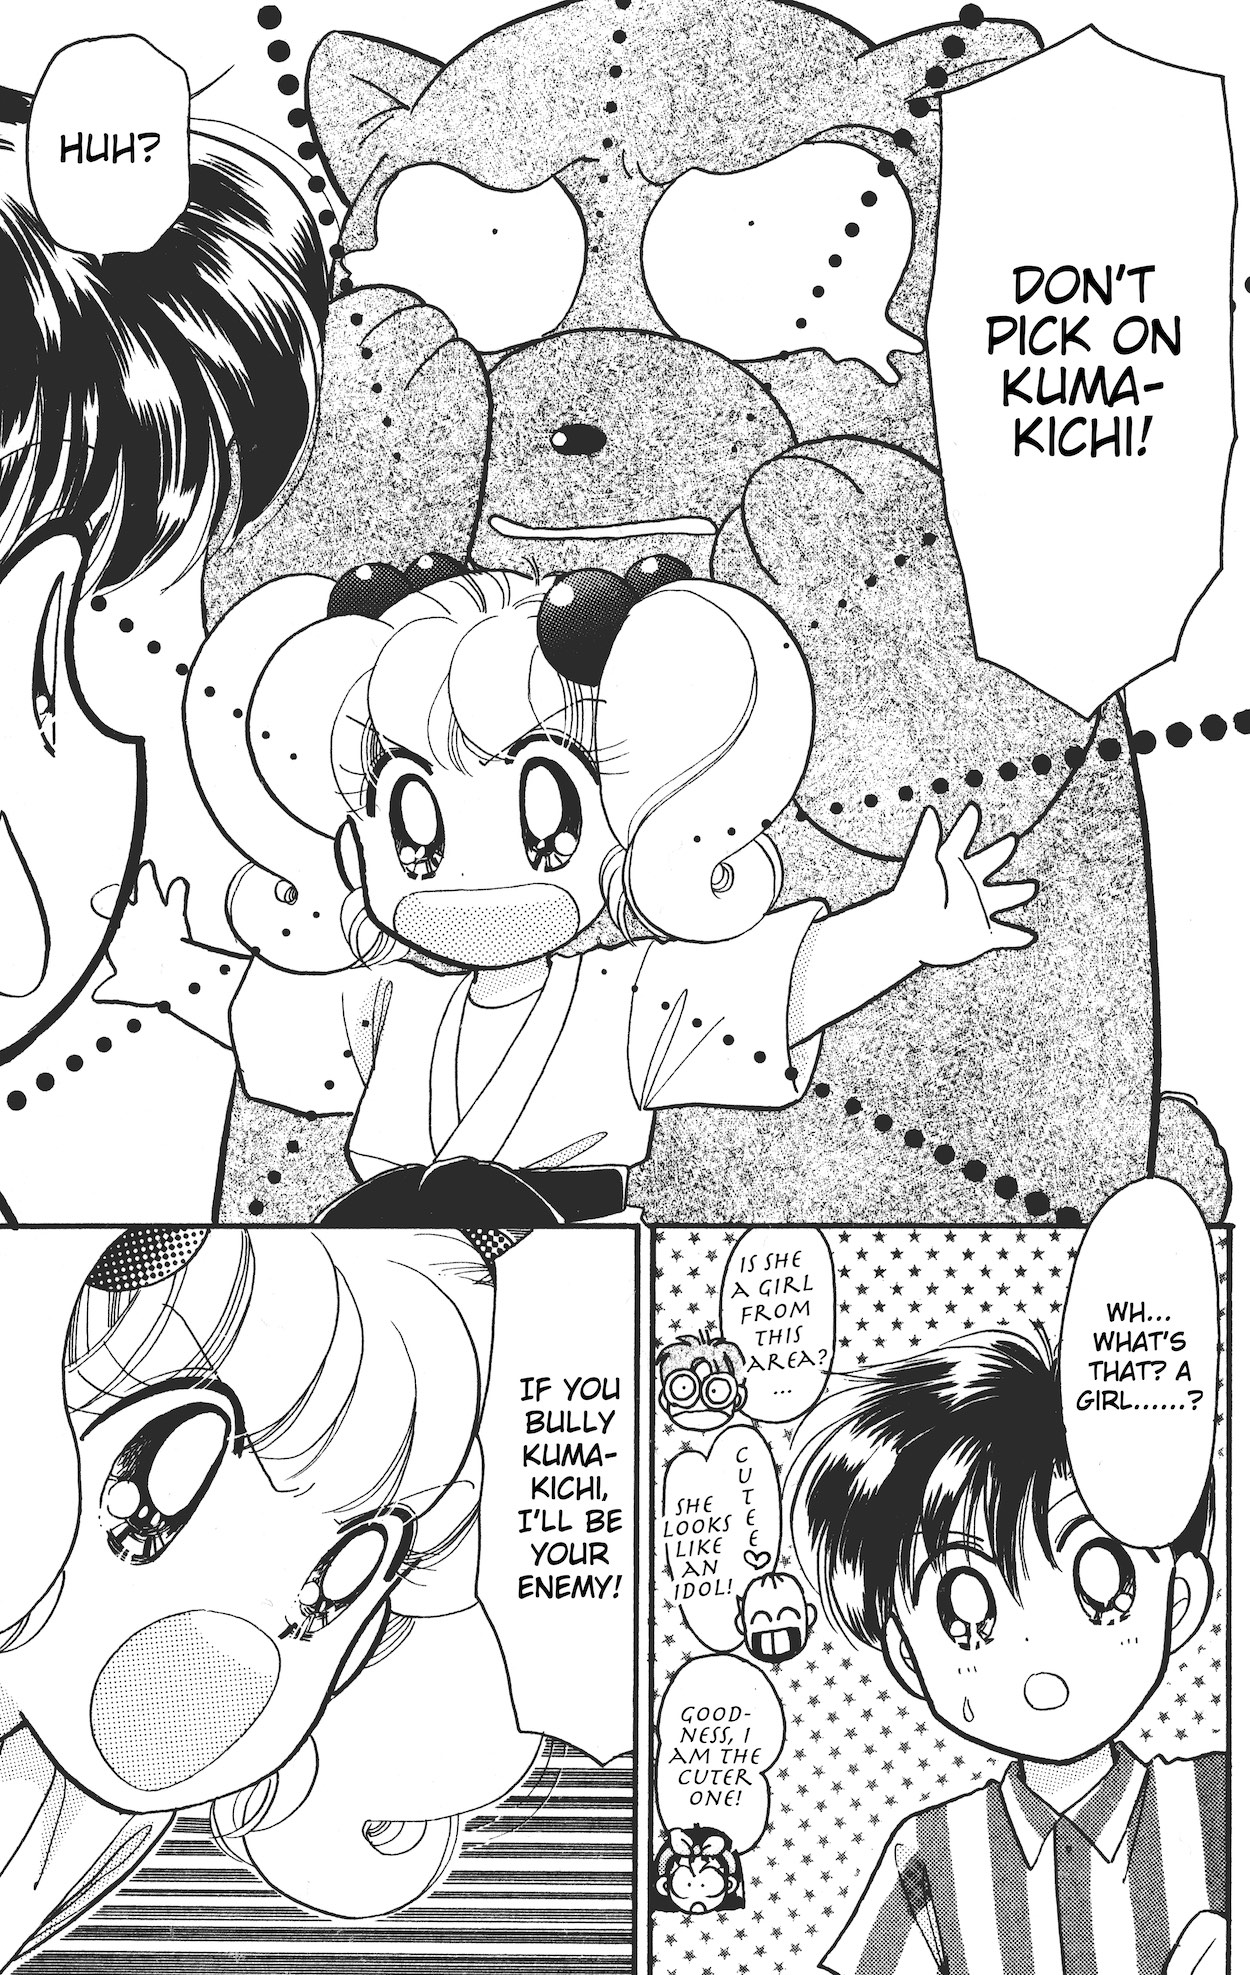 DON'T
PICK ON
KUMA-
KICHI!
HUH?
WH...
WHAT'S
THAT? A
GIRL......?
IS SHE
A GIRL
FROM
THIS
AREA?
...
CUTEEE♡
SHE
LOOKS
LIKE
AN
IDOL!
GOOD-
NESS, I
AM THE
CUTER
ONE!
IF YOU
BULLY
KUMA-
KICHI,
I'LL BE
YOUR
ENEMY!